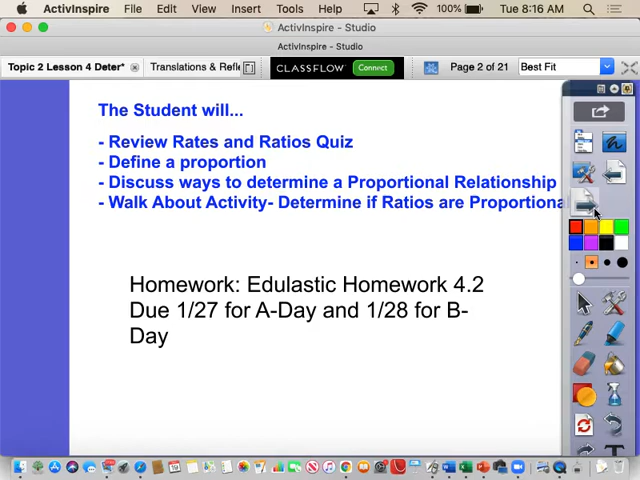 ActivInspire File Edit View Insert Tools Help 100% Tue 8:16 AM
ActivInspire - Studio
ActivInspire - Studio
Topic 2 Lesson 4 Deter* Translations & Refle CLASSFLOW Connect Page 2 of 21 Best Fit
The Student will...
- Review Rates and Ratios Quiz
- Define a proportion
- Discuss ways to determine a Proportional Relationship
- Walk About Activity- Determine if Ratios are Proportional
Homework: Edulastic Homework 4.2
Due 1/27 for A-Day and 1/28 for B-
Day